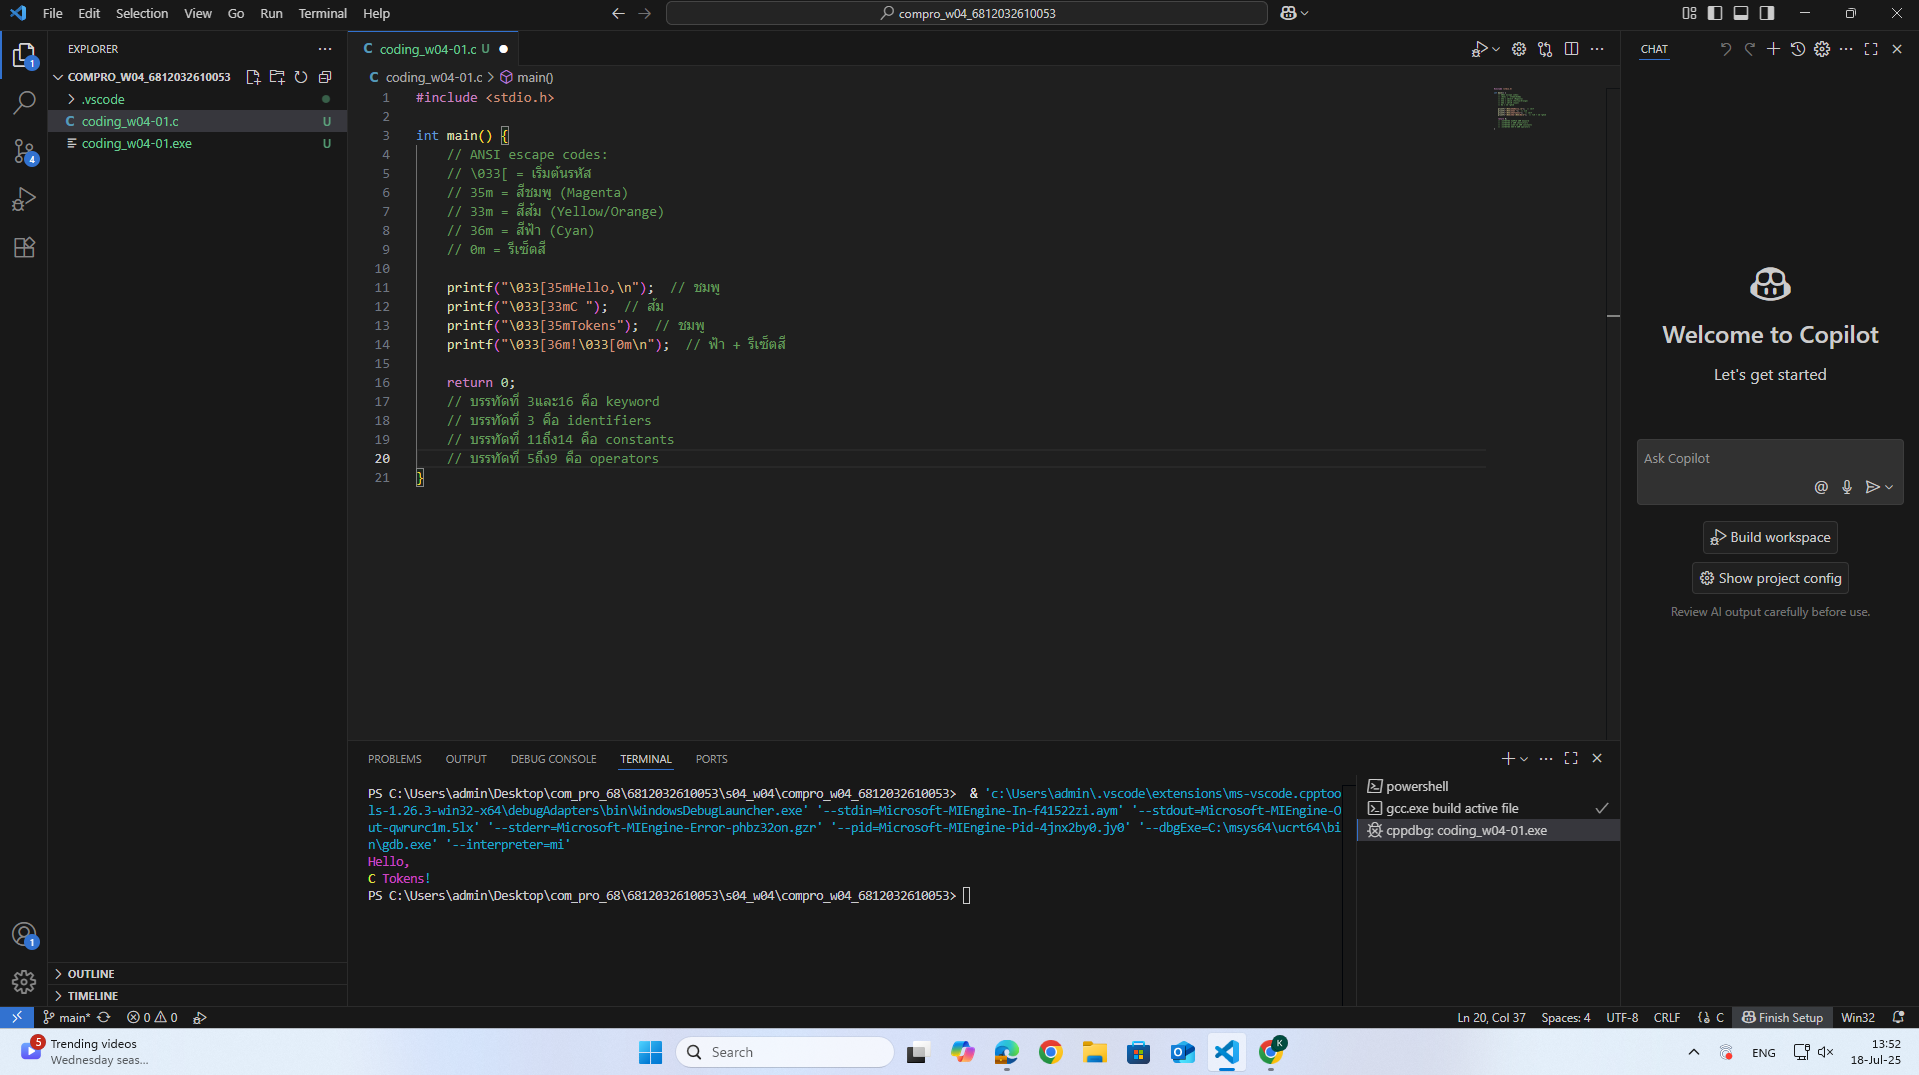 File Edit Selection View Go Run Terminal Help
compro_w04_6812032610053
EXPLORER
COMPRO_W04_6812032610053
.vscode
C coding_w04-01.c U
coding_w04-01.exe U
1
4
1
OUTLINE
TIMELINE
C coding_w04-01.c U
C coding_w04-01.c > main()
1 #include <stdio.h>
2
3 int main() {
4 // ANSI escape codes:
5 // \033[ = เริ่มต้นรหัส
6 // 35m = สีชมพู (Magenta)
7 // 33m = สีส้ม (Yellow/Orange)
8 // 36m = สีฟ้า (Cyan)
9 // 0m = รีเซ็ตสี
10
11 printf("\033[35mHello,\n"); // ชมพู
12 printf("\033[33mC "); // ส้ม
13 printf("\033[35mTokens"); // ชมพู
14 printf("\033[36m!\033[0m\n"); // ฟ้า + รีเซ็ตสี
15
16 return 0;
17 // บรรทัดที่ 3และ16 คือ keyword
18 // บรรทัดที่ 3 คือ identifiers
19 // บรรทัดที่ 11ถึง14 คือ constants
20 // บรรทัดที่ 5ถึง9 คือ operators
21 }
PROBLEMS OUTPUT DEBUG CONSOLE TERMINAL PORTS
PS C:\Users\admin\Desktop\com_pro_68\6812032610053\s04_w04\compro_w04_6812032610053> & 'c:\Users\admin\.vscode\extensions\ms-vscode.cpptoo
ls-1.26.3-win32-x64\debugAdapters\bin\WindowsDebugLauncher.exe' '--stdin=Microsoft-MIEngine-In-f41522zi.aym' '--stdout=Microsoft-MIEngine-O
ut-qwrurc1m.5lx' '--stderr=Microsoft-MIEngine-Error-phbz32on.gzr' '--pid=Microsoft-MIEngine-Pid-4jnx2by0.jy0' '--dbgExe=C:\msys64\ucrt64\bi
n\gdb.exe' '--interpreter=mi'
Hello,
C Tokens!
PS C:\Users\admin\Desktop\com_pro_68\6812032610053\s04_w04\compro_w04_6812032610053>
powershell
gcc.exe build active file
cppdbg: coding_w04-01.exe
CHAT
Welcome to Copilot
Let's get started
Ask Copilot
Build workspace
Show project config
Review AI output carefully before use.
main* 0 0
Ln 20, Col 37 Spaces: 4 UTF-8 CRLF {} C Finish Setup Win32
5
Trending videos
Wednesday seas...
Search
K
ENG
13:52
18-Jul-25